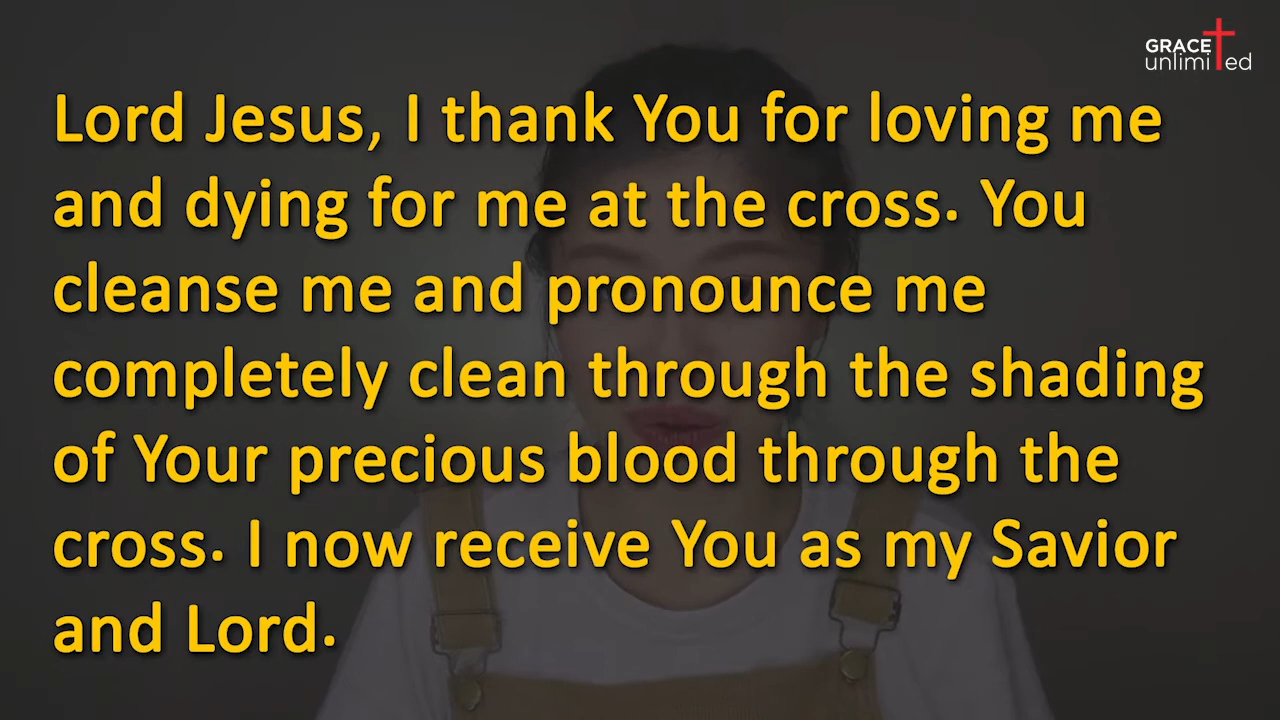 GRACE
unlimited
Lord Jesus, I thank You for loving me
and dying for me at the cross. You
cleanse me and pronounce me
completely clean through the shading
of Your precious blood through the
cross. I now receive You as my Savior
and Lord.